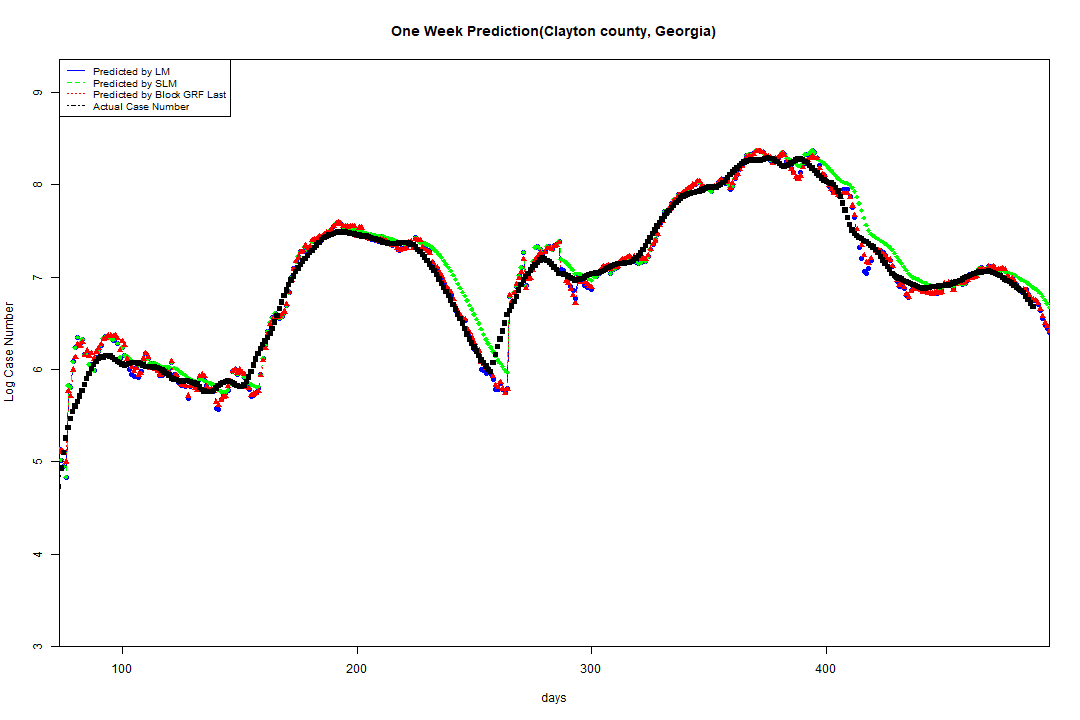 One Week Prediction(Clayton county, Georgia)
Predicted by LM
Predicted by SLM
Predicted by Block GRF Last
Actual Case Number
9
8
7
6
5
4
3
Log Case Number
100 200 300 400
days